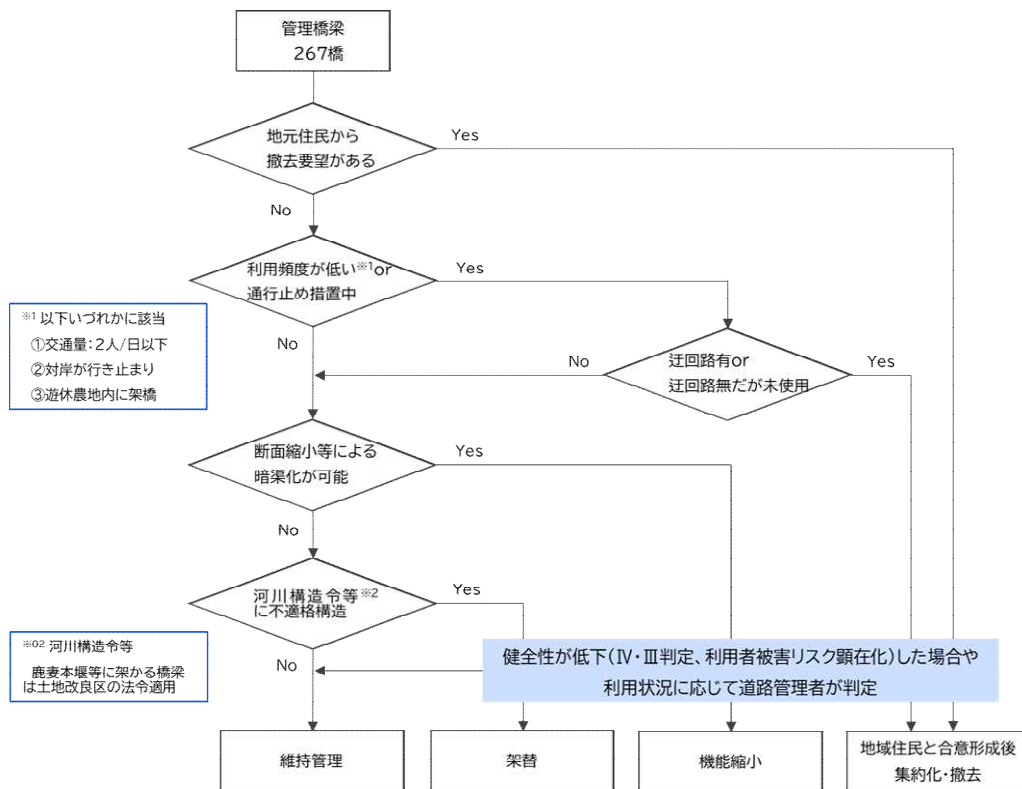 管理橋梁
267橋
地元住民から
撤去要望がある
Yes
No
利用頻度が低い※1or
通行止め措置中
Yes
No
※1 以下いづれかに該当
①交通量：2人/日以下
②対岸が行き止まり
③遊休農地内に架橋
迂回路有or
迂回路無だが未使用
No
Yes
断面縮小等による
暗渠化が可能
Yes
No
河川構造令等※2
に不適格構造
Yes
No
※02 河川構造令等
鹿妻本堰等に架かる橋梁
は土地改良区の法令適用
健全性が低下(Ⅳ・Ⅲ判定、利用者被害リスク顕在化)した場合や
利用状況に応じて道路管理者が判定
維持管理
架替
機能縮小
地域住民と合意形成後
集約化・撤去